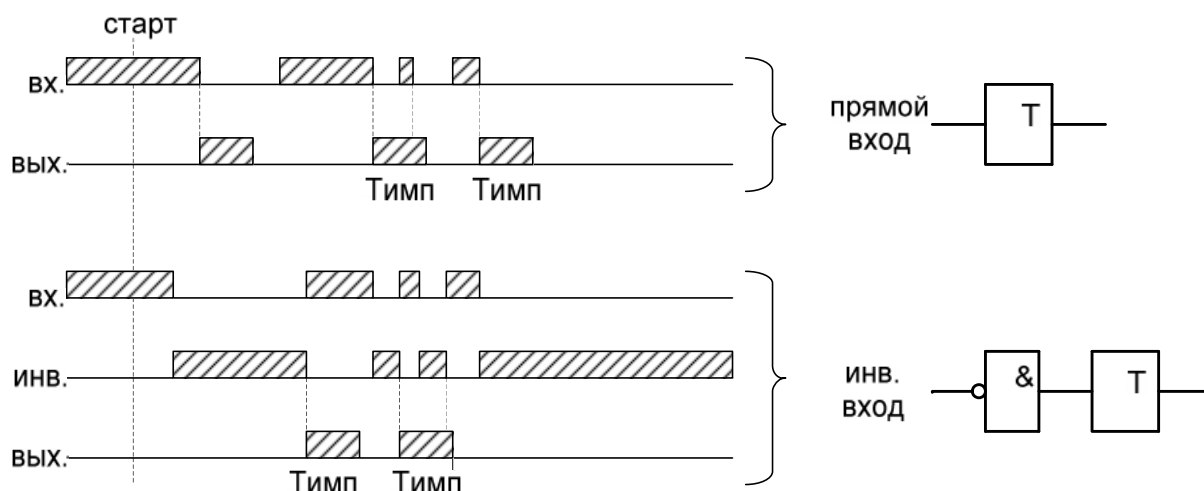 старт
вх.
вых.
Тимп Тимп
прямой
вход
T
вх.
инв.
вых.
Тимп Тимп
инв.
вход
&
T